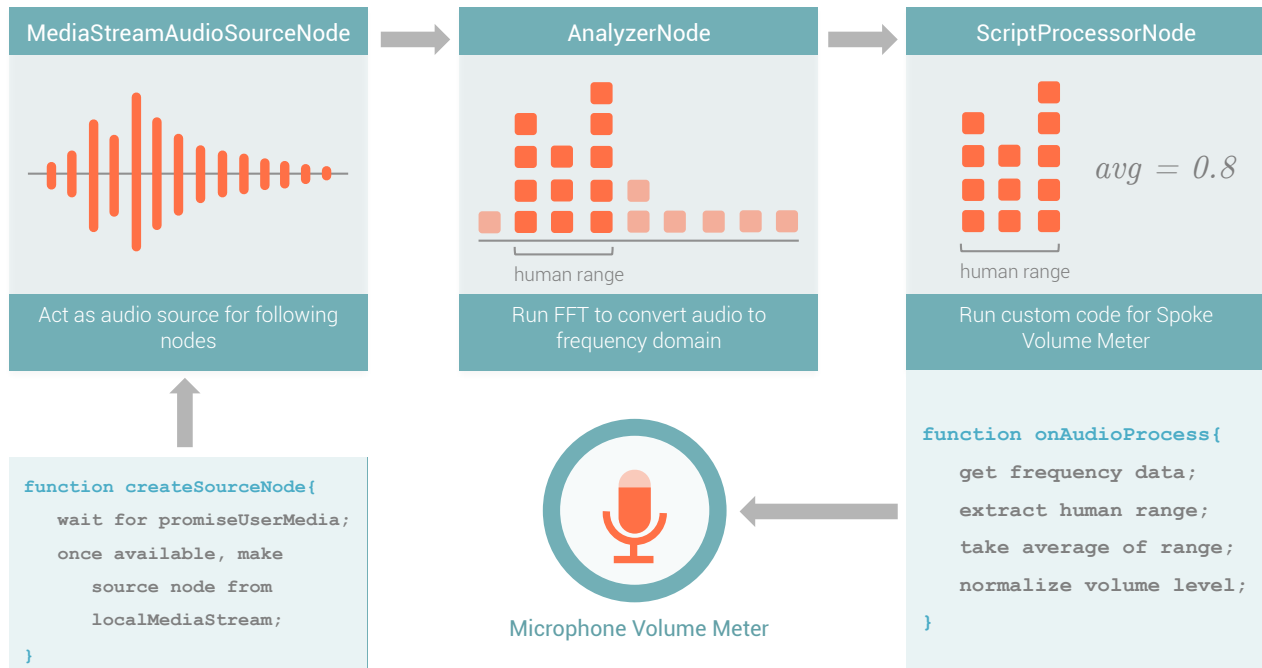 MediaStreamAudioSourceNode
Act as audio source for following
nodes
AnalyzerNode
human range
Run FFT to convert audio to
frequency domain
ScriptProcessorNode
avg = 0.8
human range
Run custom code for Spoke
Volume Meter
function createSourceNode{
wait for promiseUserMedia;
once available, make
source node from
localMediaStream;
}
Microphone Volume Meter
function onAudioProcess{
get frequency data;
extract human range;
take average of range;
normalize volume level;
}